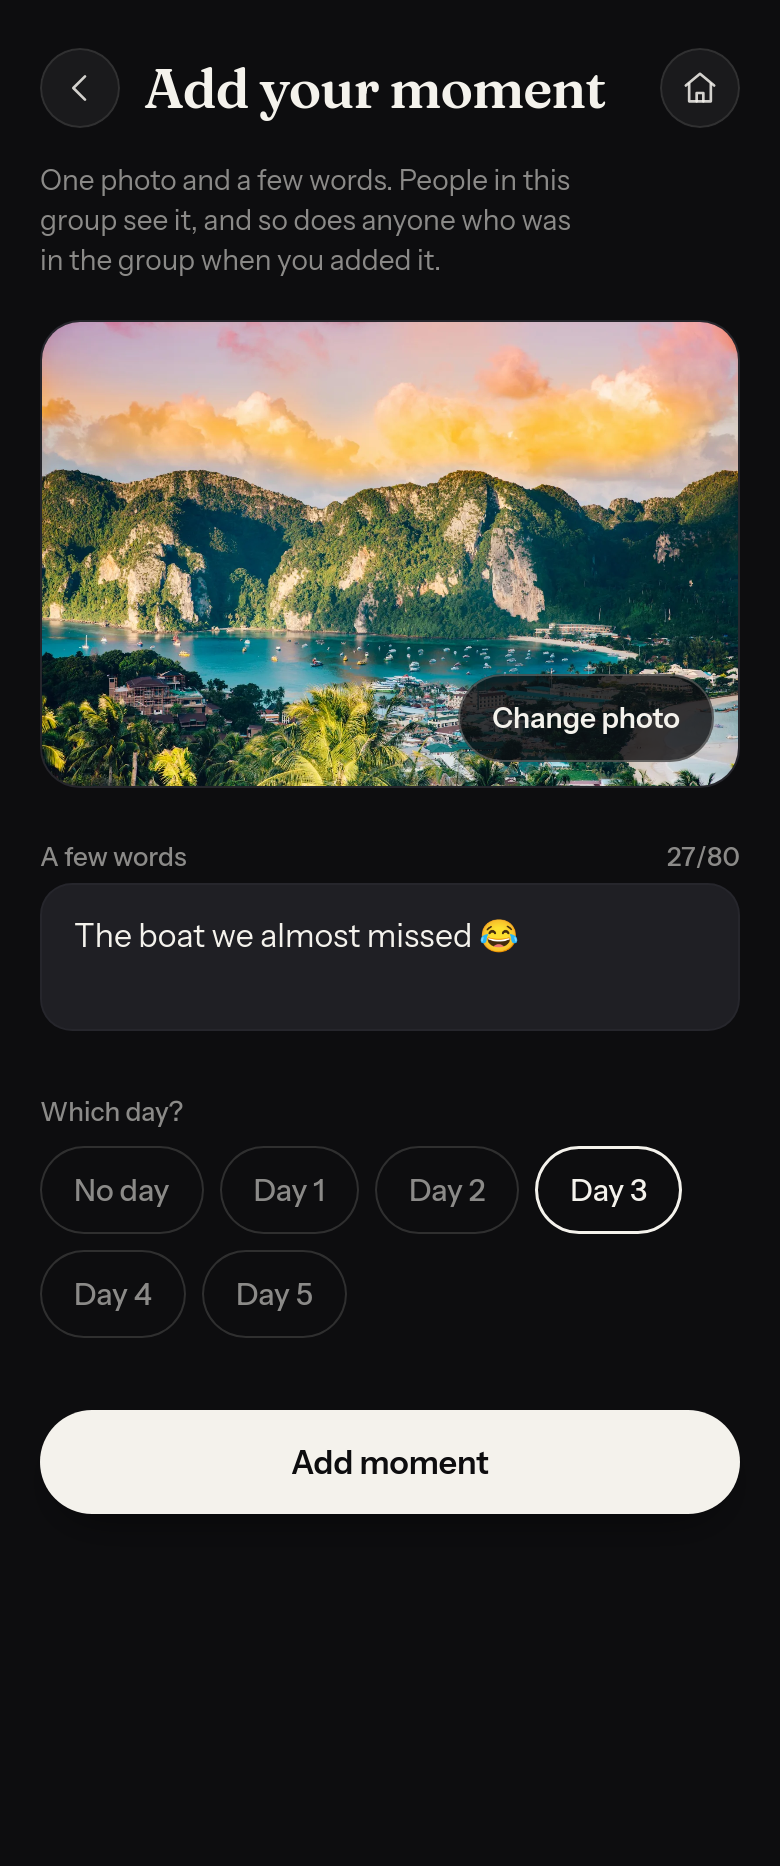 Add your moment
One photo and a few words. People in this
group see it, and so does anyone who was
in the group when you added it.
Change photo
A few words
27/80
The boat we almost missed 😂
Which day?
No day
Day 1
Day 2
Day 3
Day 4
Day 5
Add moment